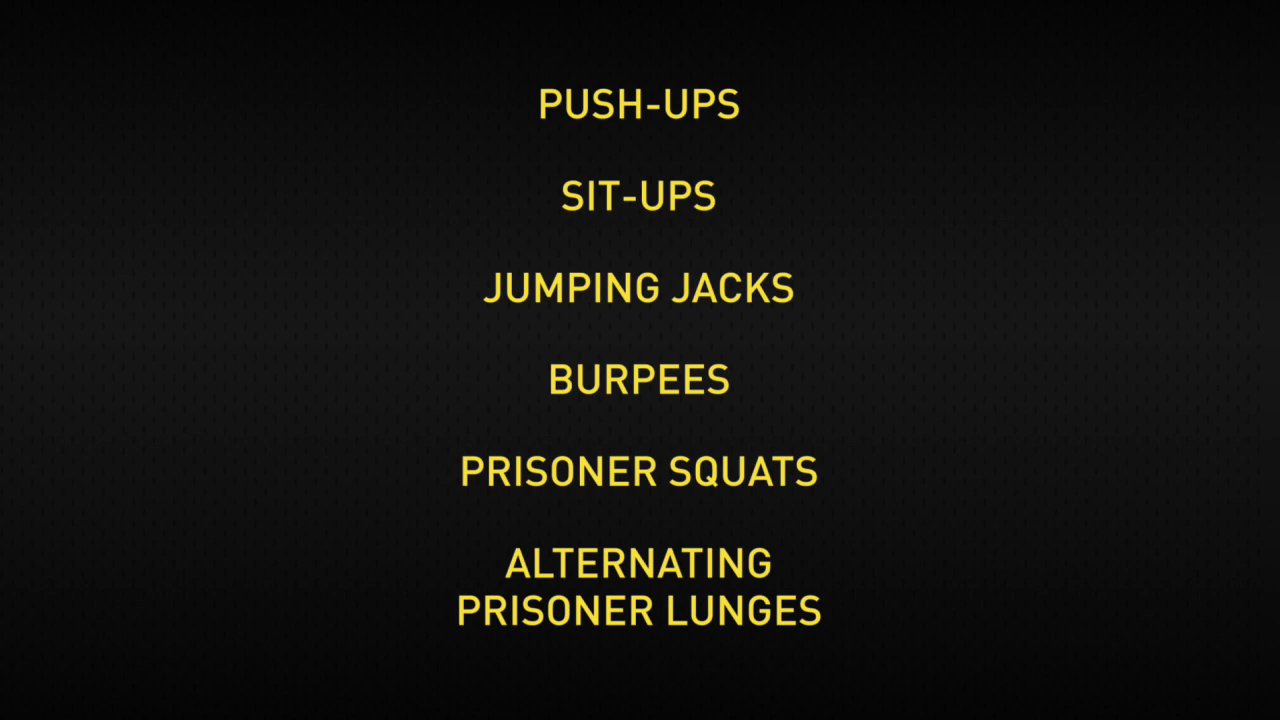 PUSH-UPS
SIT-UPS
JUMPING JACKS
BURPEES
PRISONER SQUATS
ALTERNATING
PRISONER LUNGES